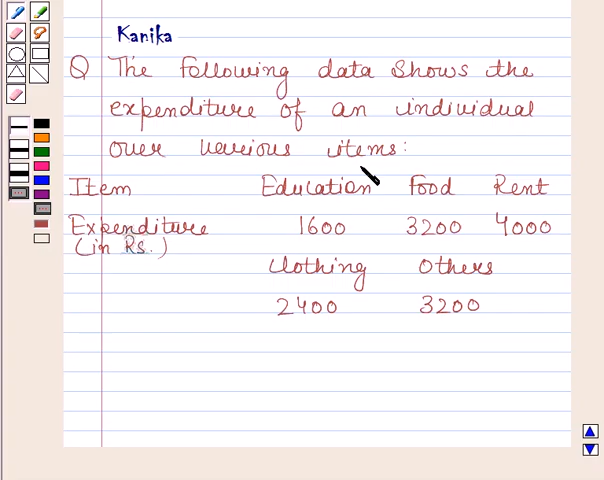 Kanika
Q The following data shows the
expenditure of an individual
over various items:
Item Education Food Rent
Expenditure 1600 3200 4000
(in Rs.)
Clothing Others
2400 3200